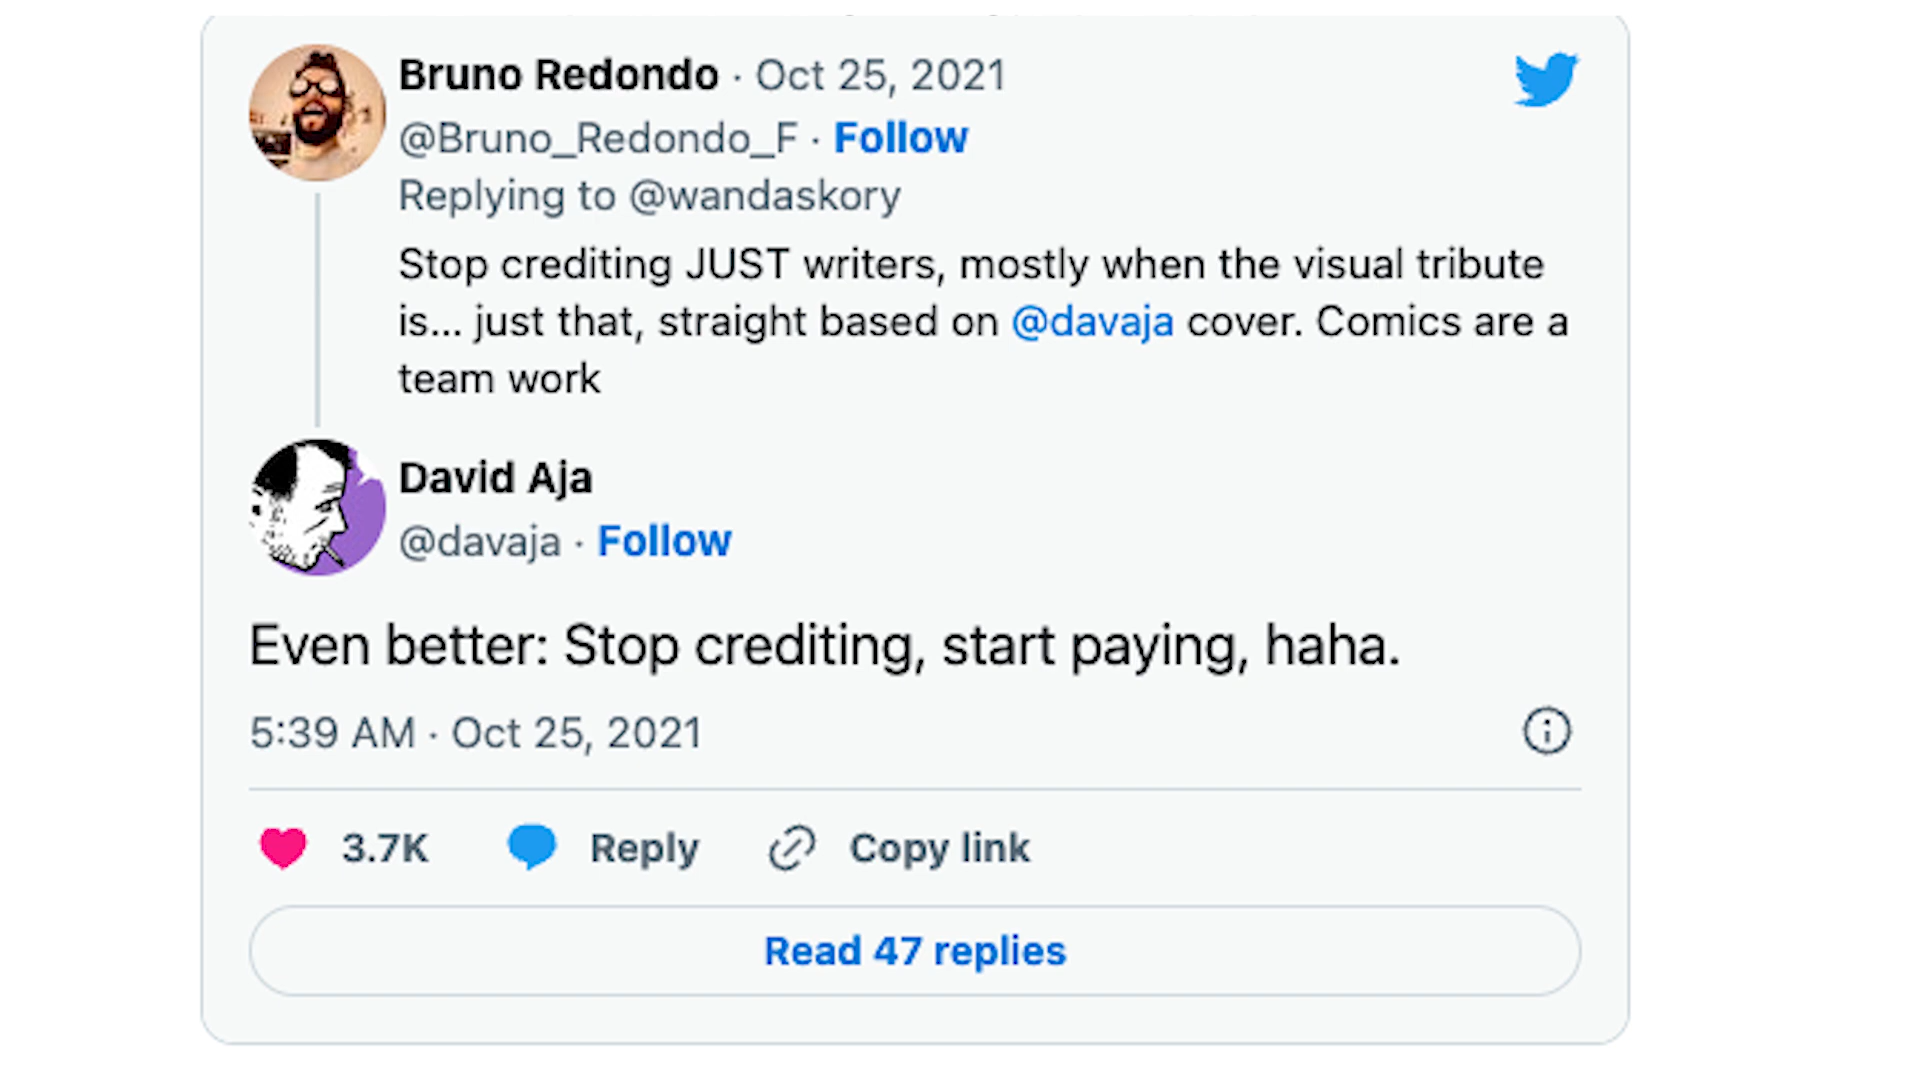 Bruno Redondo · Oct 25, 2021
@Bruno_Redondo_F · Follow
Replying to @wandaskory
Stop crediting JUST writers, mostly when the visual tribute
is... just that, straight based on @davaja cover. Comics are a
team work
David Aja
@davaja · Follow
Even better: Stop crediting, start paying, haha.
5:39 AM · Oct 25, 2021
3.7K Reply Copy link
Read 47 replies